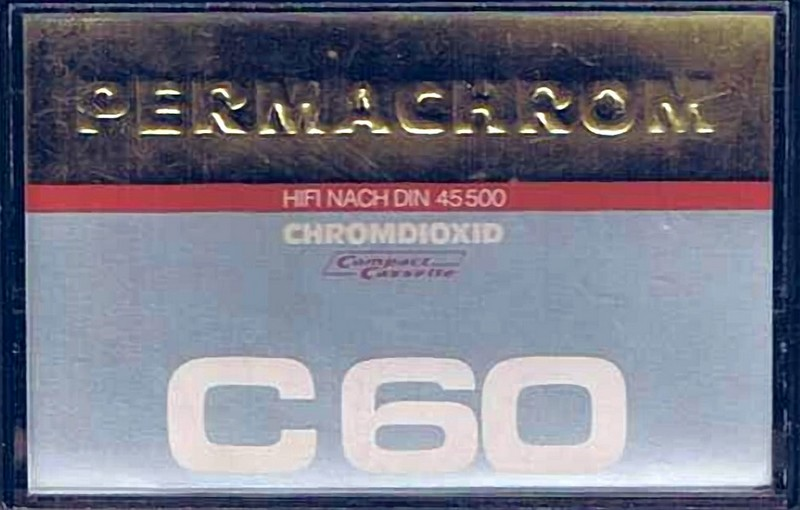 PERMACHROM
HIFI NACH DIN 45 500
CHROMDIOXID
Compact
Cassette
C60